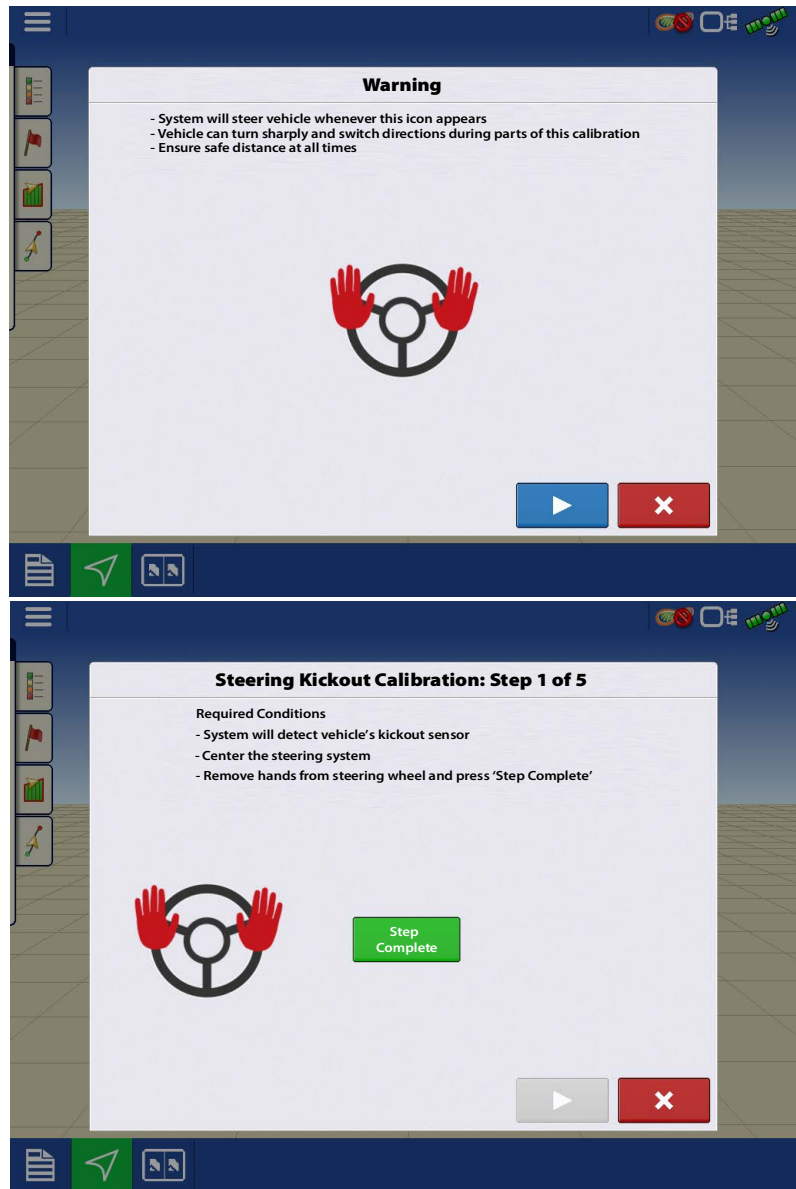 Warning
- System will steer vehicle whenever this icon appears
- Vehicle can turn sharply and switch directions during parts of this calibration
- Ensure safe distance at all times
Steering Kickout Calibration: Step 1 of 5
Required Conditions
- System will detect vehicle’s kickout sensor
- Center the steering system
- Remove hands from steering wheel and press ‘Step Complete’
Step
Complete